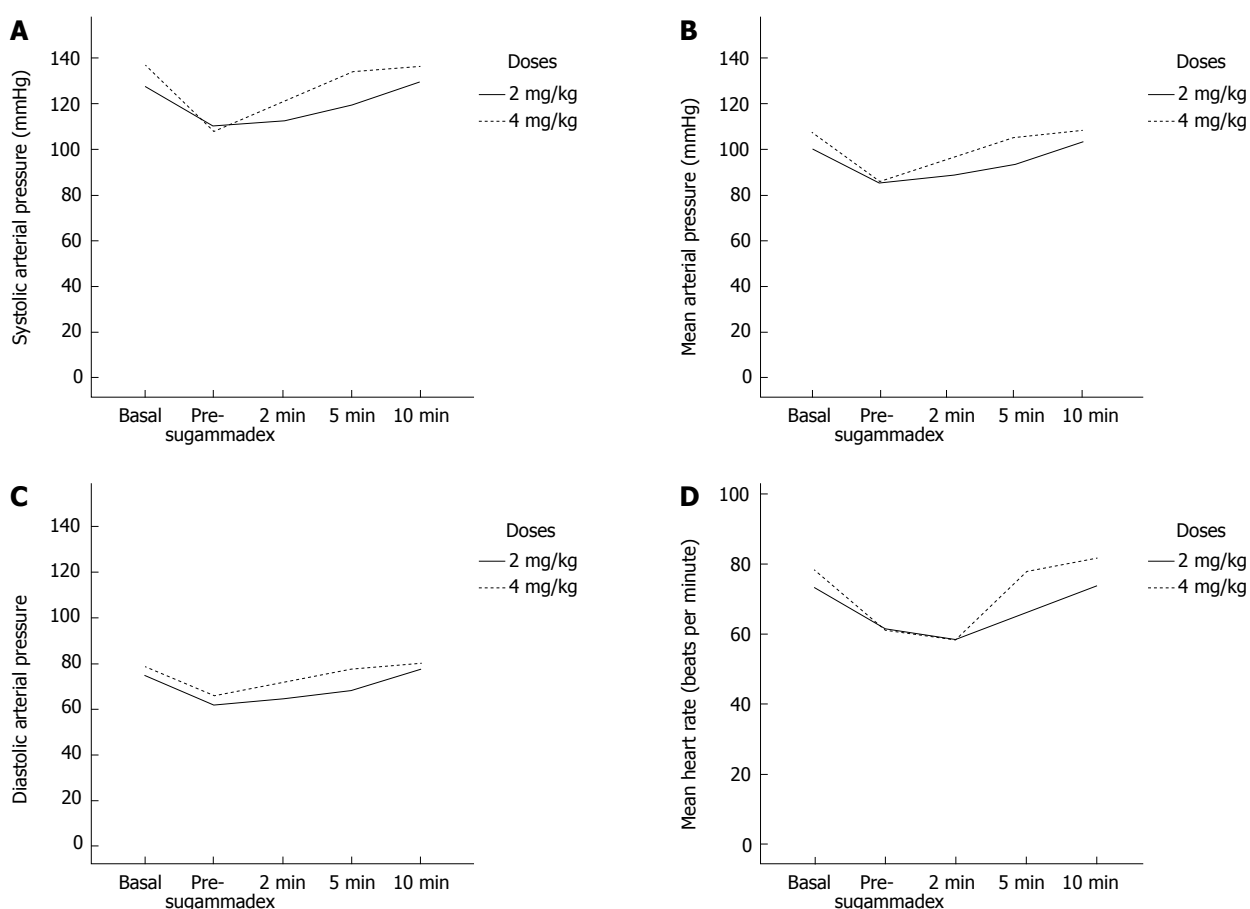 A
Systolic arterial pressure (mmHg)
140
120
100
80
60
40
20
0
Basal Pre-sugammadex 2 min 5 min 10 min
Doses
2 mg/kg
4 mg/kg
B
Mean arterial pressure (mmHg)
140
120
100
80
60
40
20
0
Basal Pre-sugammadex 2 min 5 min 10 min
Doses
2 mg/kg
4 mg/kg
C
Diastolic arterial pressure
140
120
100
80
60
40
20
0
Basal Pre-sugammadex 2 min 5 min 10 min
Doses
2 mg/kg
4 mg/kg
D
Mean heart rate (beats per minute)
100
80
60
40
20
0
Basal Pre-sugammadex 2 min 5 min 10 min
Doses
2 mg/kg
4 mg/kg